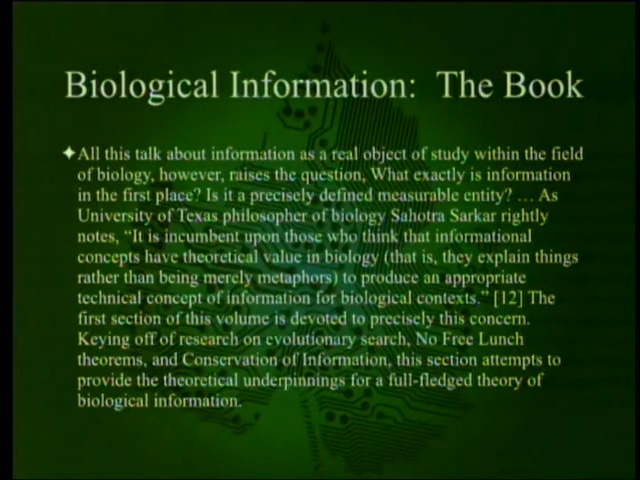 Biological Information: The Book
✦All this talk about information as a real object of study within the field
of biology, however, raises the question, What exactly is information
in the first place? Is it a precisely defined measurable entity? … As
University of Texas philosopher of biology Sahotra Sarkar rightly
notes, “It is incumbent upon those who think that informational
concepts have theoretical value in biology (that is, they explain things
rather than being merely metaphors) to produce an appropriate
technical concept of information for biological contexts.” [12] The
first section of this volume is devoted to precisely this concern.
Keying off of research on evolutionary search, No Free Lunch
theorems, and Conservation of Information, this section attempts to
provide the theoretical underpinnings for a full-fledged theory of
biological information.